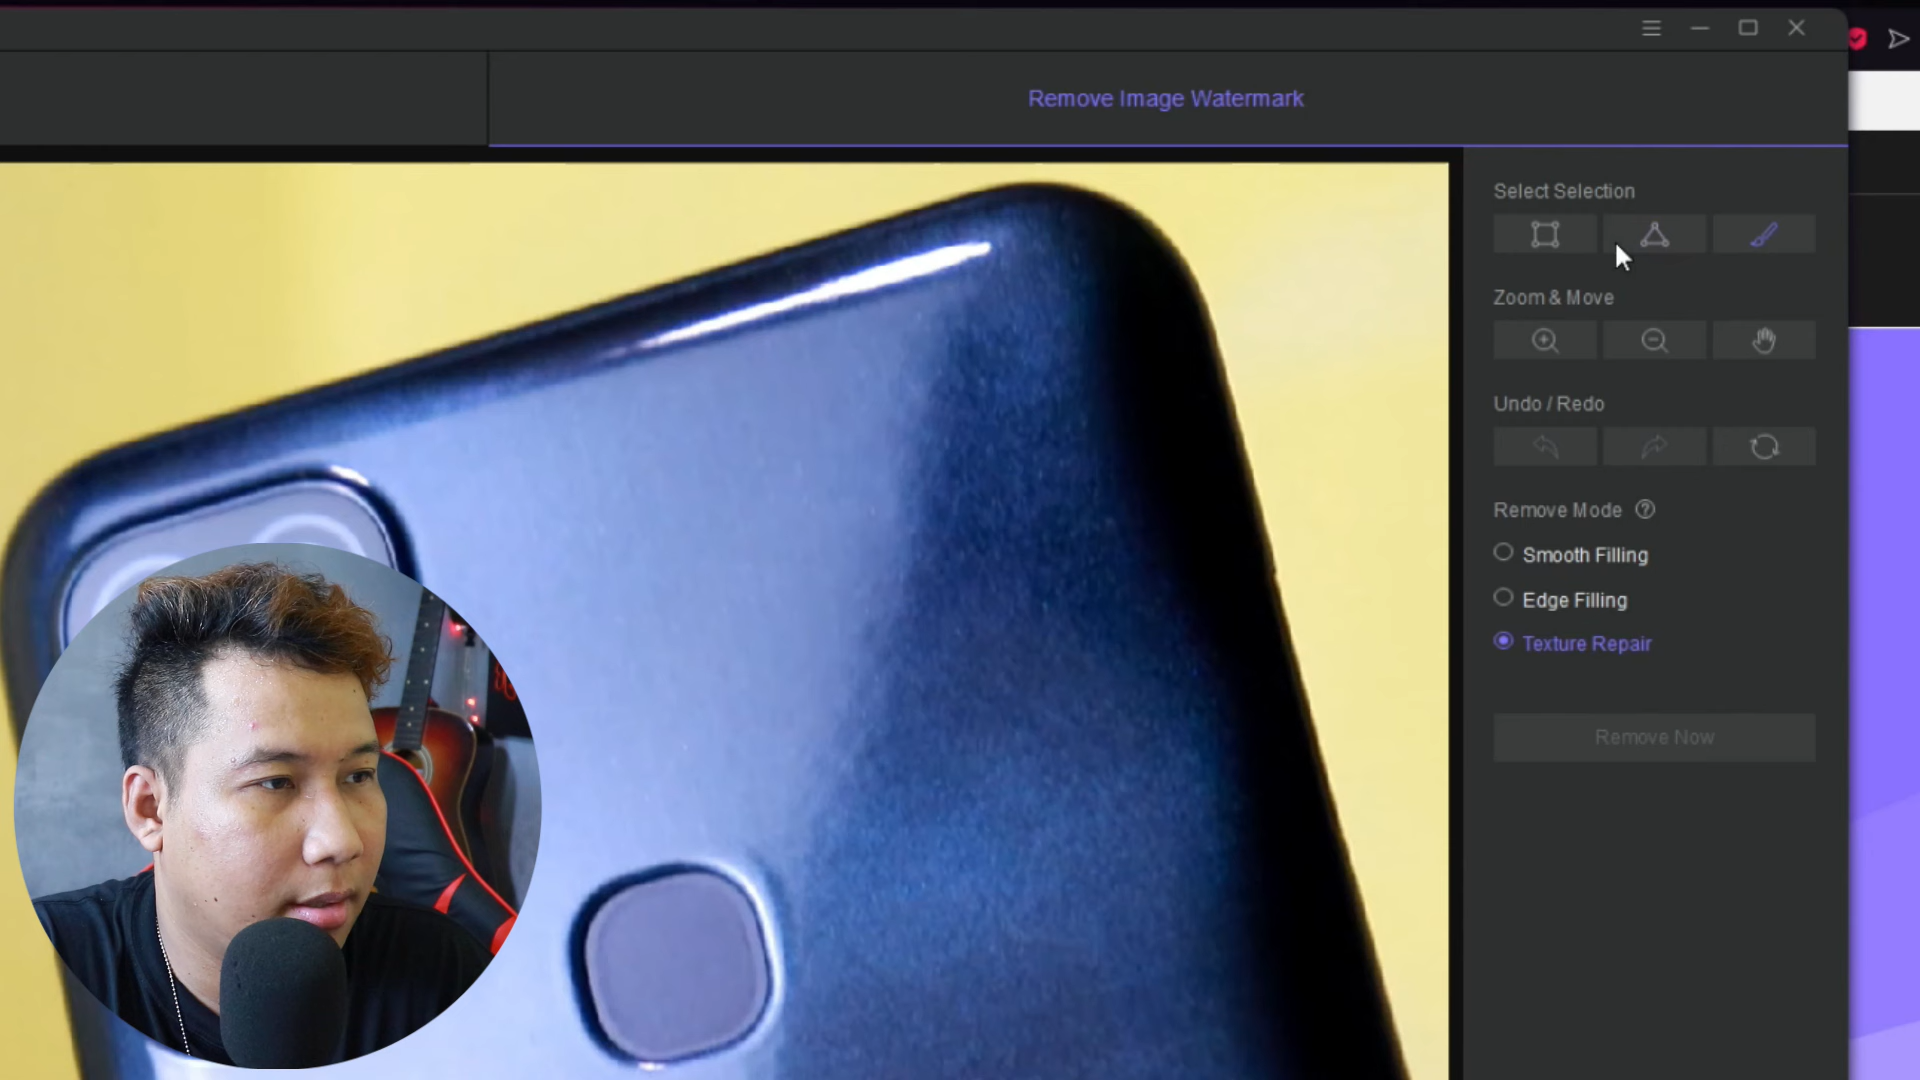 Remove Image Watermark
Select Selection
Zoom & Move
Undo / Redo
Remove Mode
Smooth Filling
Edge Filling
Texture Repair
Remove Now